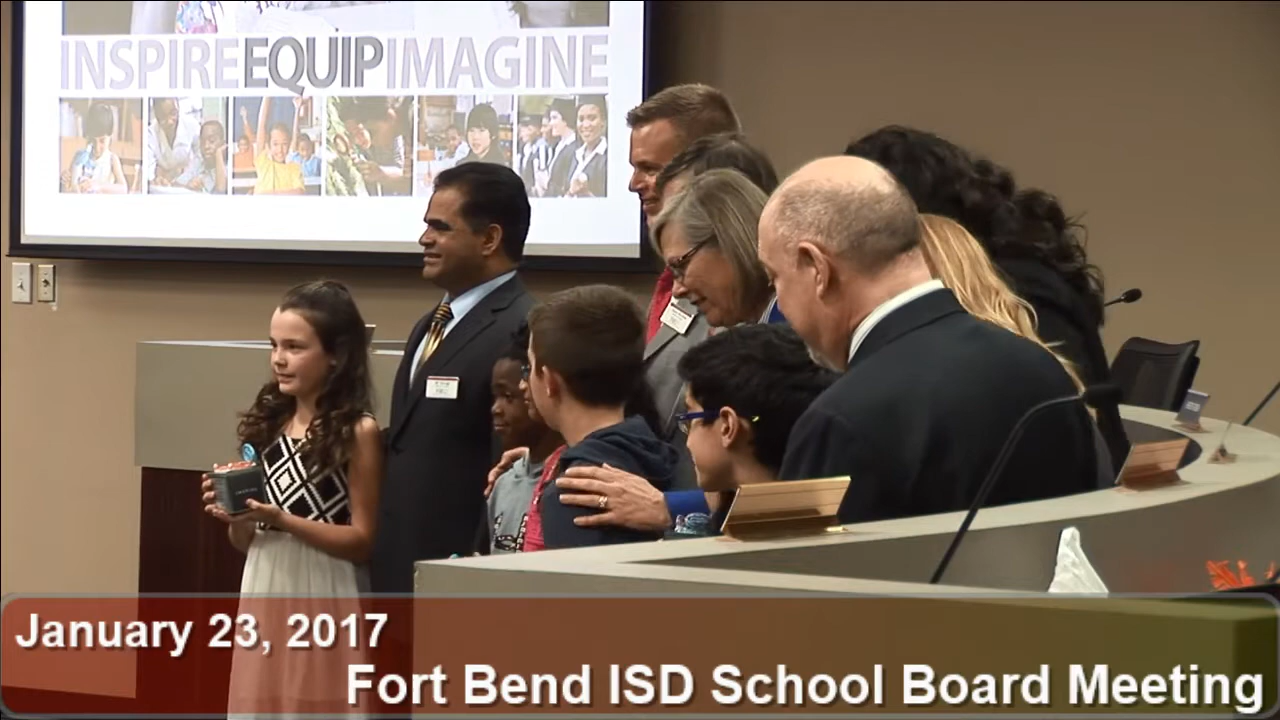 INSPIREEQUIPIMAGINE
January 23, 2017
Fort Bend ISD School Board Meeting